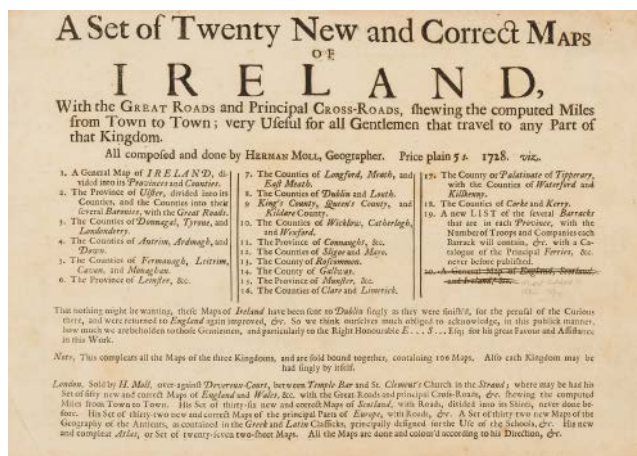 A Set of Twenty New and Correct Maps
OF
IRELAND,
With the GREAT ROADS and Principal CROSS-ROADS, ſhewing the computed Miles
from Town to Town; very Uſeful for all Gentlemen that travel to any Part of
that Kingdom.
All compoſed and done by HERMAN MOLL, Geographer. Price plain 5 s. 1728. viz.
1. A General Map of IRELAND, di-
vided into its Provinces and Counties.
2. The Province of Ulſter, divided into its
Counties, and the Counties into their
ſeveral Baronies, with the Great Roads.
3. The Counties of Donnagal, Tyrone, and
Londonderry.
4. The Counties of Antrim, Ardmagh, and
Down.
5. The Counties of Fermanagh, Leitrim,
Cavan, and Monaghan.
6. The Province of Leinſter, &c.
7. The Counties of Longford, Meath, and
Eaſt Meath.
8. The Counties of Dublin and Louth.
9 King's County, Queen's County, and
Kildare County.
10. The Counties of Wicklow, Catherlogh,
and Wexford.
11. The Province of Connaught, &c.
12. The Counties of Sligoe and Mayo.
13. The County of Roſcommon.
14. The County of Gallway.
15. The Province of Munſter, &c.
16. The Counties of Clare and Limerick.
17. The County or Palatinate of Tipperary,
with the Counties of Waterford and
Kilkenny.
18. The Counties of Corke and Kerry.
19. A new LIST of the ſeveral Barracks
that are in each Province, with the
Number of Troops and Companies each
Barrack will contain, &c. with a Ca-
talogue of the Principal Ferries, &c.
never before publiſhed.
20. A General Map of England, Scotland,
and Ireland, &c.
That nothing might be wanting, theſe Maps of Ireland have been ſent to Dublin ſingly as they were finiſh'd, for the peruſal of the Curious
there, and were returned to England again improved, &c. So we think ourſelves much obliged to acknowledge, in this publick manner,
how much we are beholden to thoſe Gentlemen, and particularly to the Right Honourable E... S... Eſq; for his great Favour and Aſſiſtance
in this Work.
Note, This compleats all the Maps of the three Kingdoms, and are ſold bound together, containing 106 Maps. Alſo each Kingdom may be
had ſingly by itſelf.
London, Sold by H. Moll, over-againſt Devereux-Court, between Temple Bar and St. Clement's Church in the Strand; where may be had his
Set of fifty new and correct Maps of England and Wales, &c. with the Great Roads and principal Croſs-Roads, &c. ſhewing the computed
Miles from Town to Town. His Set of thirty-ſix new and correct Maps of Scotland, with Roads, divided into its Shires, never done be-
fore. His Set of thirty-two new and correct Maps of the principal Parts of Europe, with Roads, &c. A Set of thirty two new Maps of the
Geography of the Ancients, as contained in the Greek and Latin Claſſicks, principally deſigned for the Uſe of the Schools, &c. His new
and compleat Atlas, or Set of twenty-ſeven two-ſheet Maps. All the Maps are done and colour'd according to his Direction, &c.